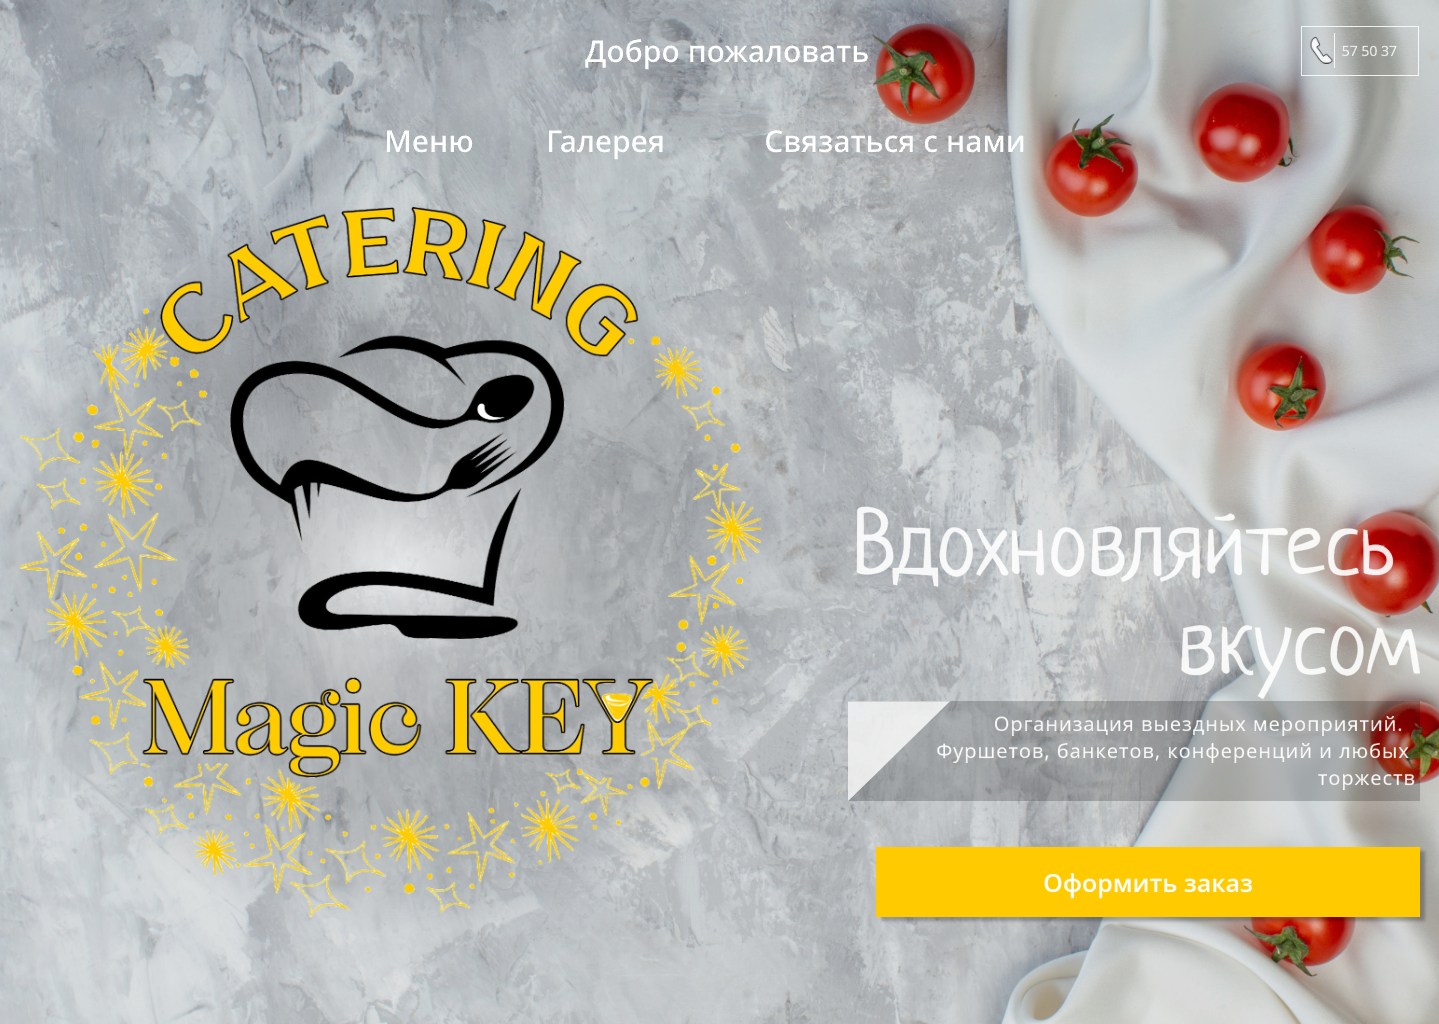 Добро пожаловать
57 50 37
Меню Галерея Связаться с нами
CATERING
Magic KEY
Вдохновляйтесь
вкусом
Организация выездных мероприятий.
Фуршетов, банкетов, конференций и любых
торжеств
Оформить заказ